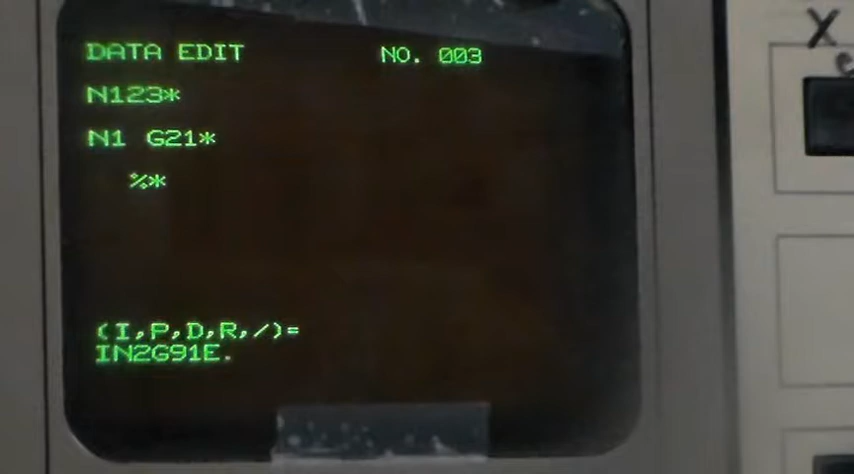 DATA EDIT NO. 003
N123*
N1 G21*
%*
(I,P,D,R,/)=
IN2G91E.
X